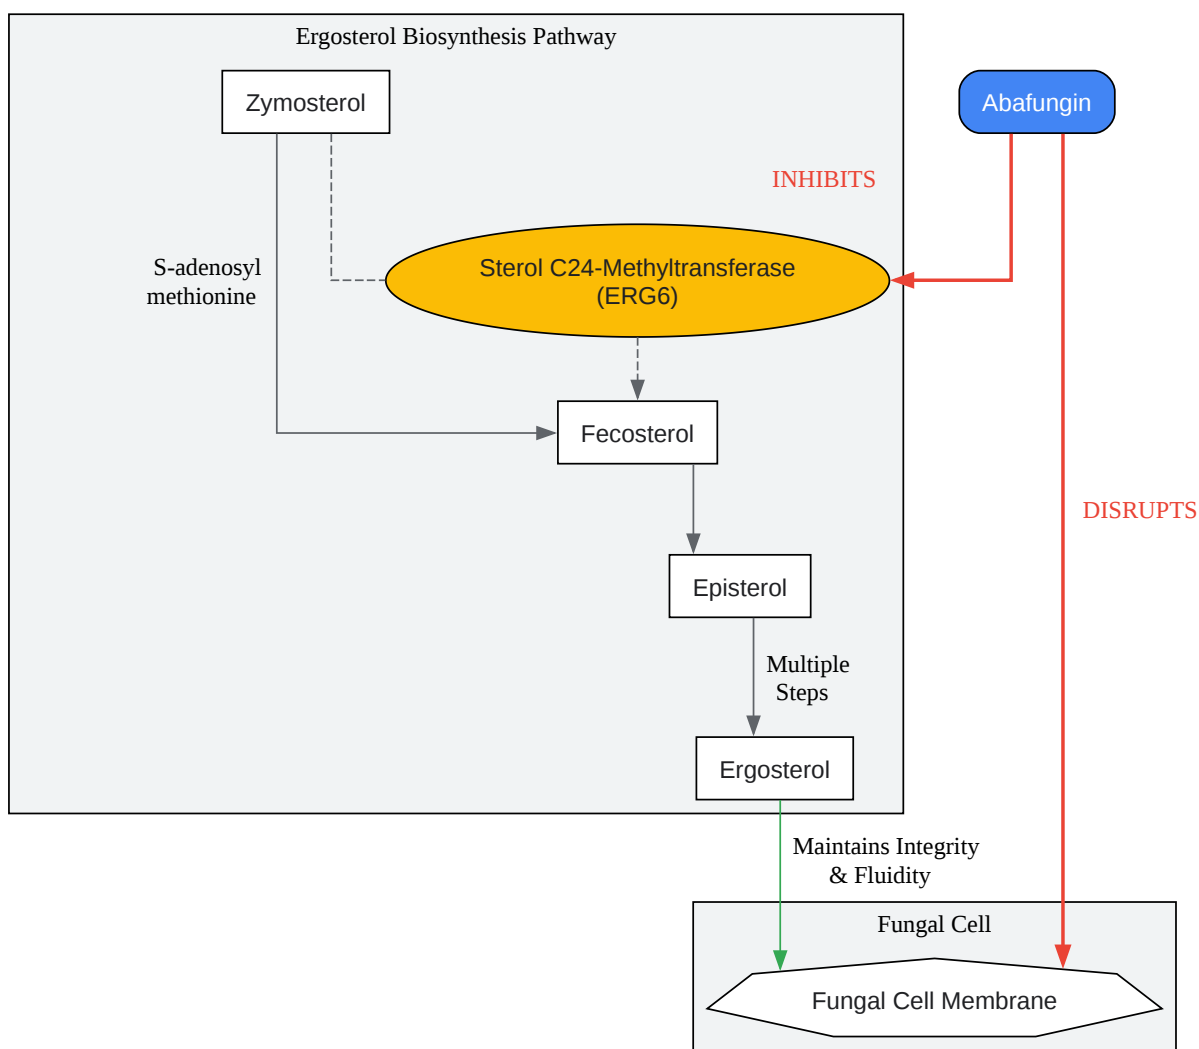 Ergosterol Biosynthesis Pathway
Zymosterol
Abafungin
INHIBITS
S-adenosyl
methionine
Sterol C24-Methyltransferase
(ERG6)
Fecosterol
DISRUPTS
Episterol
Multiple
Steps
Ergosterol
Maintains Integrity
& Fluidity
Fungal Cell
Fungal Cell Membrane